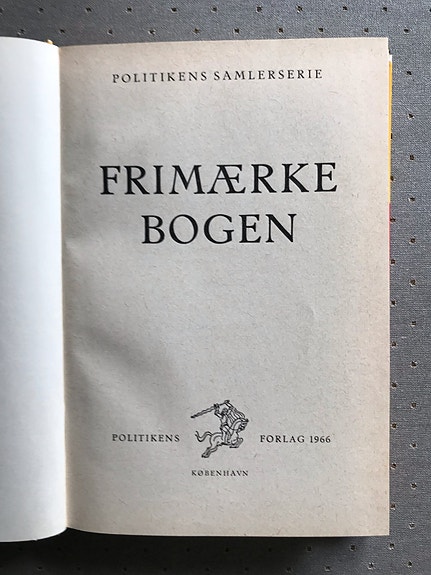 POLITIKENS SAMLERSERIE
FRIMÆRKE
BOGEN
POLITIKENS FORLAG 1966
KØBENHAVN